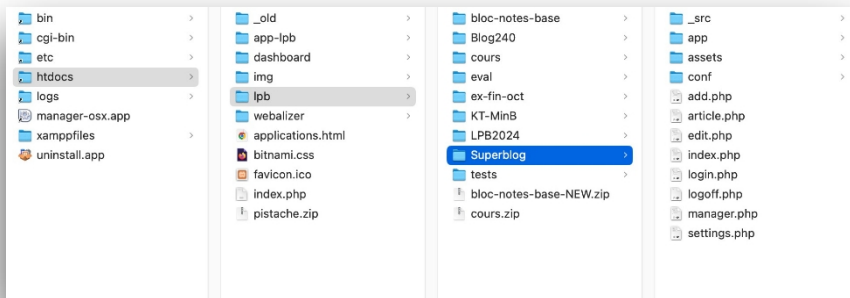 bin
cgi-bin
etc
htdocs
logs
manager-osx.app
xamppfiles
uninstall.app
_old
app-lpb
dashboard
img
lpb
webalizer
applications.html
bitnami.css
favicon.ico
index.php
pistache.zip
bloc-notes-base
Blog240
cours
eval
ex-fin-oct
KT-MinB
LPB2024
Superblog
tests
bloc-notes-base-NEW.zip
cours.zip
_src
app
assets
conf
add.php
article.php
edit.php
index.php
login.php
logoff.php
manager.php
settings.php